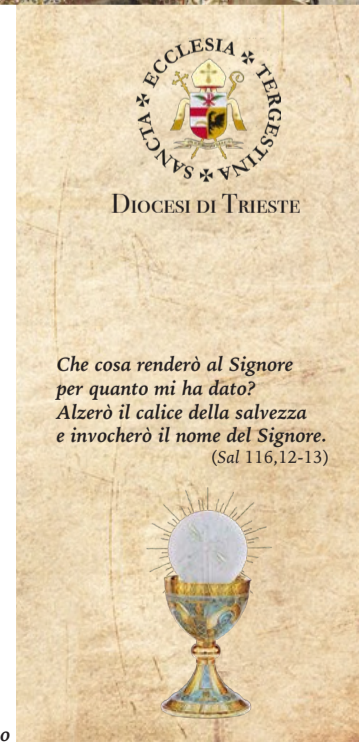 ✠ SANCTA ✠ ECCLESIA ✠ TERGESTINA
DIOCESI DI TRIESTE
Che cosa renderò al Signore
per quanto mi ha dato?
Alzerò il calice della salvezza
e invocherò il nome del Signore.
(Sal 116,12-13)
o